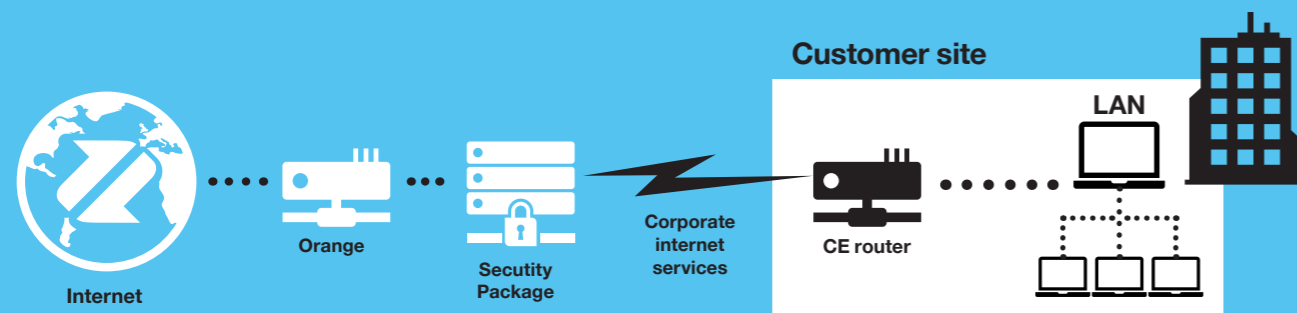 Customer site
LAN
Internet
Orange
Secutity
Package
Corporate
internet
services
CE router